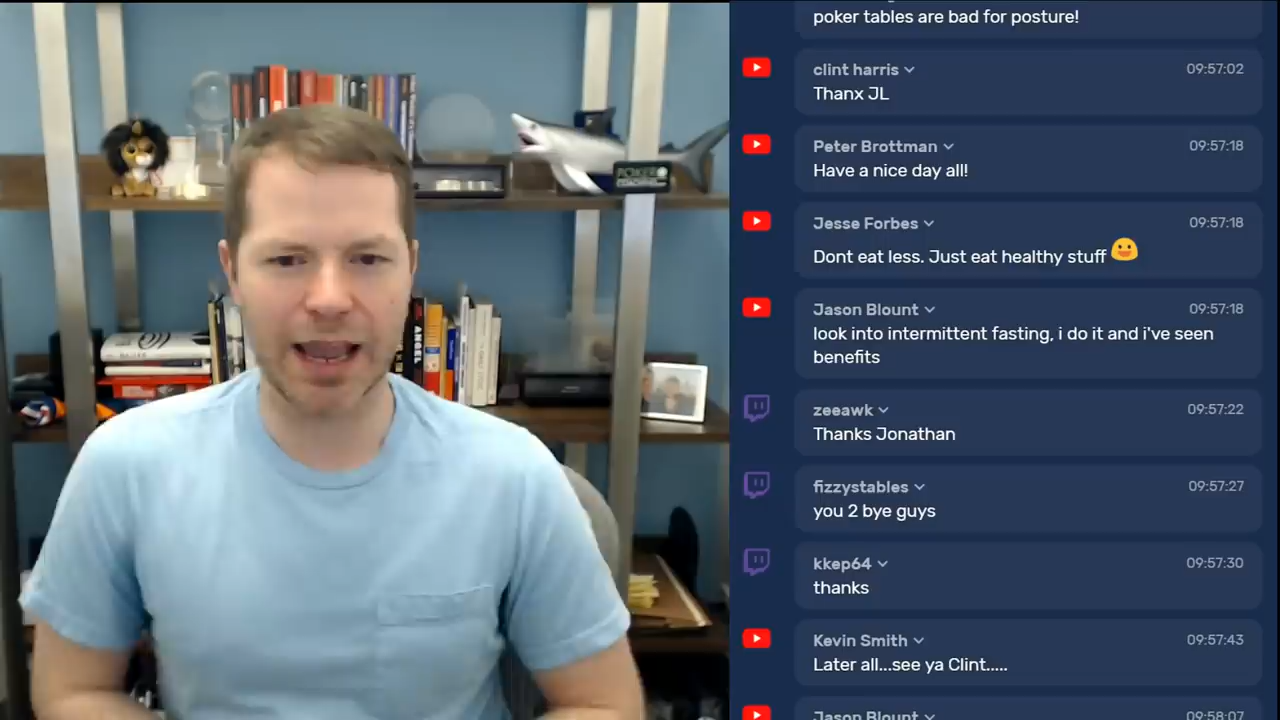 poker tables are bad for posture!
clint harris 09:57:02
Thanx JL
Peter Brottman 09:57:18
Have a nice day all!
Jesse Forbes 09:57:18
Dont eat less. Just eat healthy stuff 😀
Jason Blount 09:57:18
look into intermittent fasting, i do it and i've seen
benefits
zeeawk 09:57:22
Thanks Jonathan
fizzystables 09:57:27
you 2 bye guys
kkep64 09:57:30
thanks
Kevin Smith 09:57:43
Later all...see ya Clint.....
Jason Blount 09:58:07
POKER
ANGEL